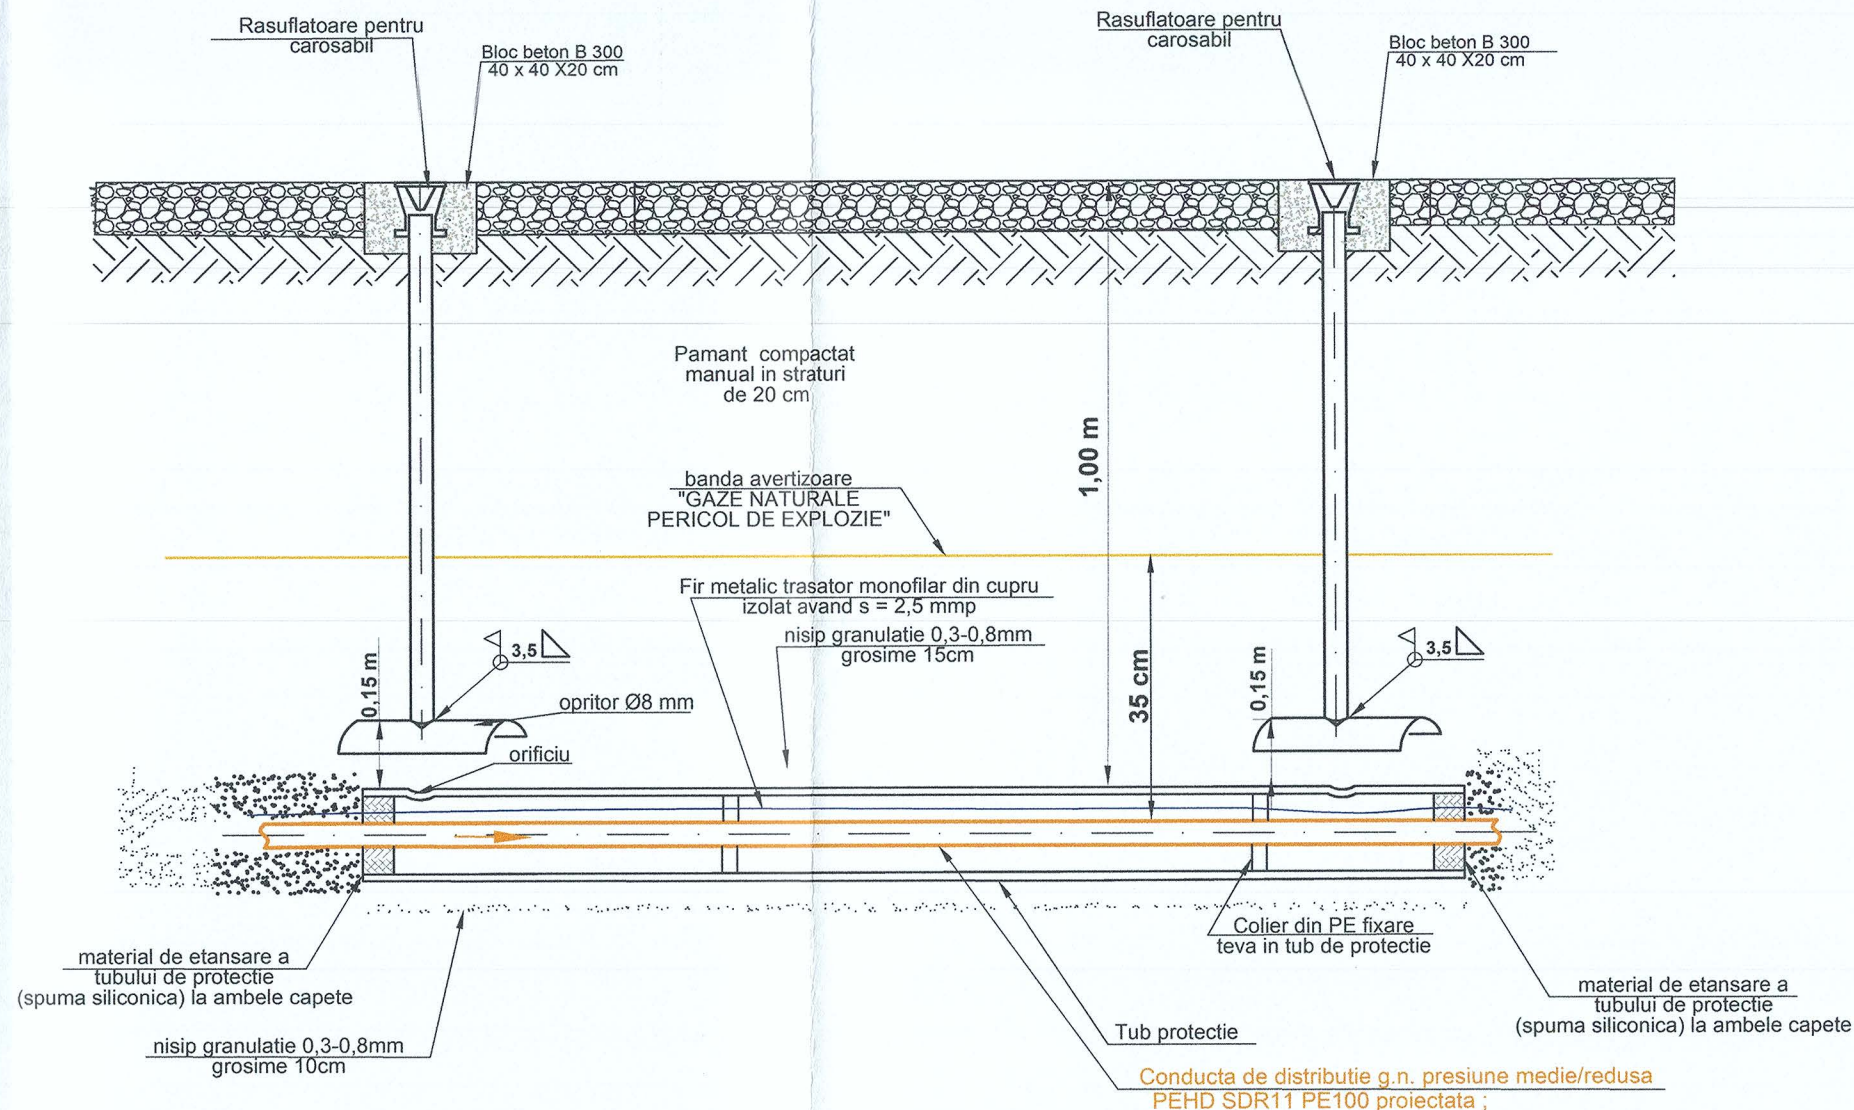 Rasuflatoare pentru
carosabil
Bloc beton B 300
40 x 40 X20 cm
Rasuflatoare pentru
carosabil
Bloc beton B 300
40 x 40 X20 cm
Pamant compactat
manual in straturi
de 20 cm
1,00 m
banda avertizoare
"GAZE NATURALE
PERICOL DE EXPLOZIE"
Fir metalic trasator monofilar din cupru
izolat avand s = 2,5 mmp
nisip granulatie 0,3-0,8mm
grosime 15cm
35 cm
0,15 m
3,5
opritor Ø8 mm
orificiu
0,15 m
3,5
material de etansare a
tubului de protectie
(spuma siliconica) la ambele capete
nisip granulatie 0,3-0,8mm
grosime 10cm
Colier din PE fixare
teva in tub de protectie
material de etansare a
tubului de protectie
(spuma siliconica) la ambele capete
Tub protectie
Conducta de distributie g.n. presiune medie/redusa
PEHD SDR11 PE100 proiectata ;